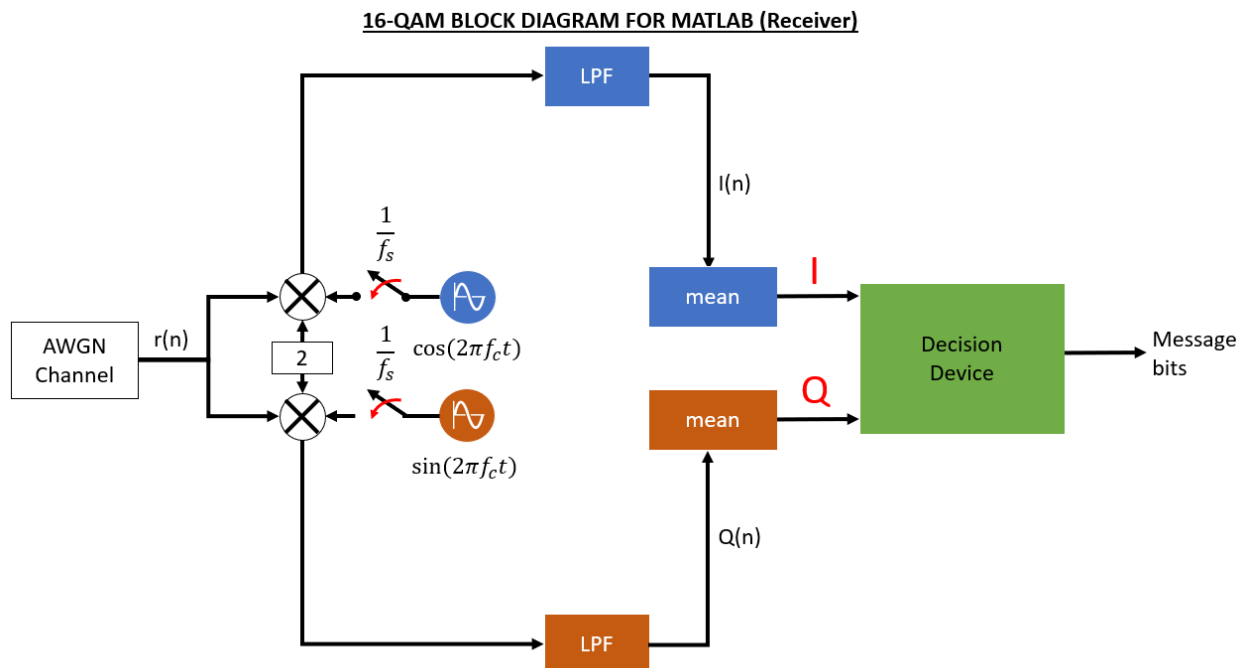 16-QAM BLOCK DIAGRAM FOR MATLAB (Receiver)
LPF
I(n)
1
f_s
mean
I
cos(2πf_ct)
AWGN
Channel
r(n)
2
Decision
Device
Message
bits
1
f_s
mean
Q
sin(2πf_ct)
Q(n)
LPF